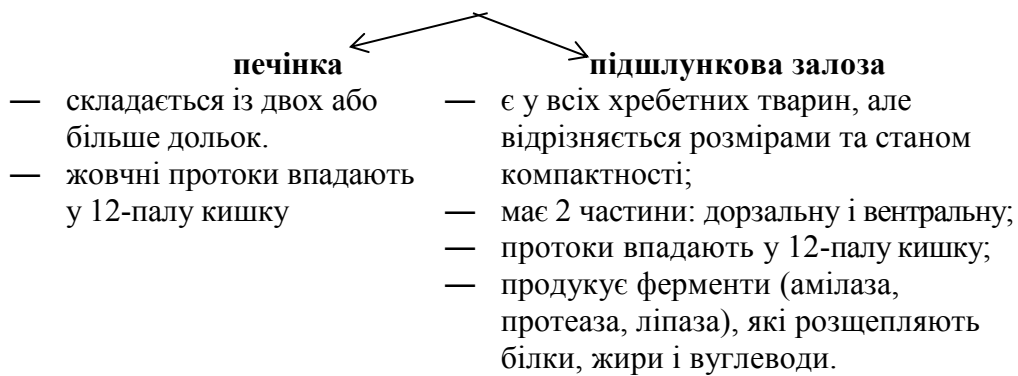 печінка
— складається із двох або
більше дольок.
— жовчні протоки впадають
у 12-палу кишку
підшлункова залоза
— є у всіх хребетних тварин, але
відрізняється розмірами та станом
компактності;
— має 2 частини: дорзальну і вентральну;
— протоки впадають у 12-палу кишку;
— продукує ферменти (амілаза,
протеаза, ліпаза), які розщепляють
білки, жири і вуглеводи.